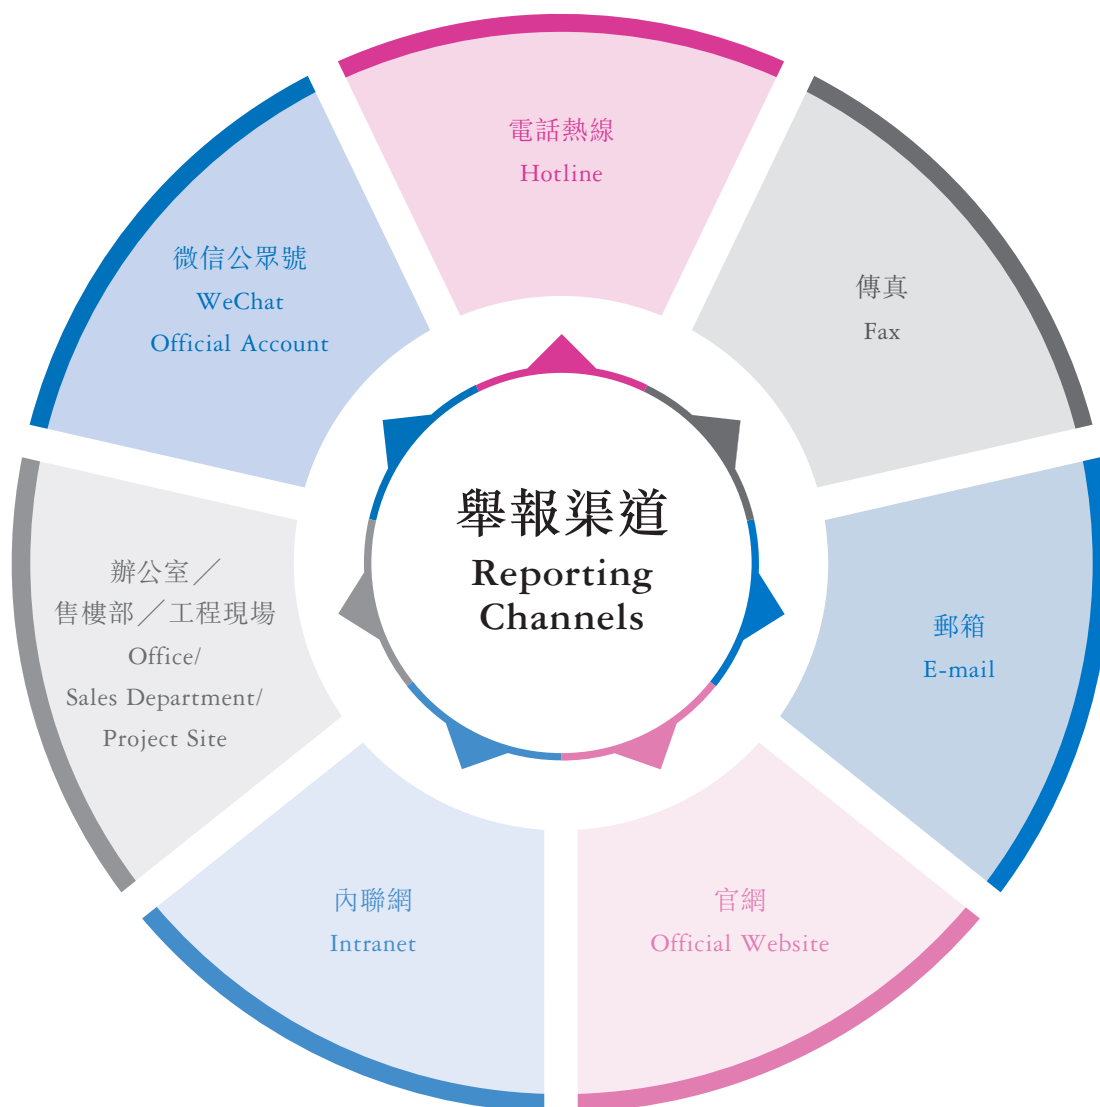 舉報渠道
Reporting
Channels
電話熱線
Hotline
傳真
Fax
郵箱
E-mail
官網
Official Website
內聯網
Intranet
辦公室／
售樓部／工程現場
Office/
Sales Department/
Project Site
微信公眾號
WeChat
Official Account